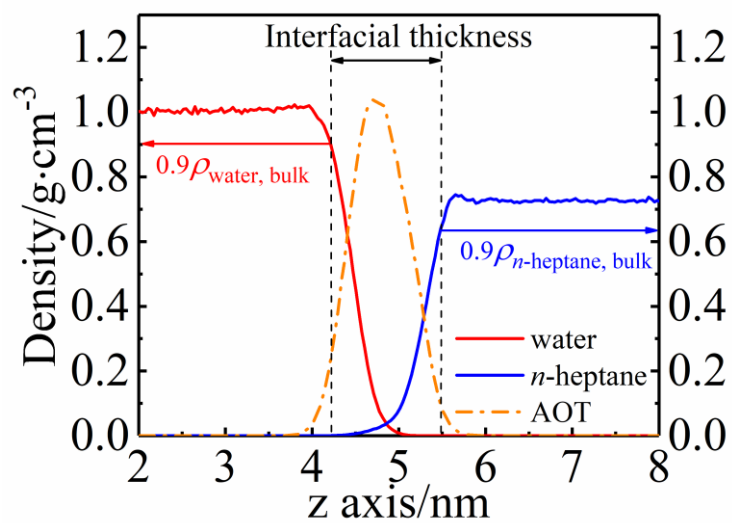 Interfacial thickness
1.2
1.0
0.8
0.6
0.4
0.2
0.0
Density/g·cm⁻³
0.9ρwater, bulk
0.9ρn-heptane, bulk
water
n-heptane
AOT
1.2
1.0
0.8
0.6
0.4
0.2
0.0
2 3 4 5 6 7 8
z axis/nm